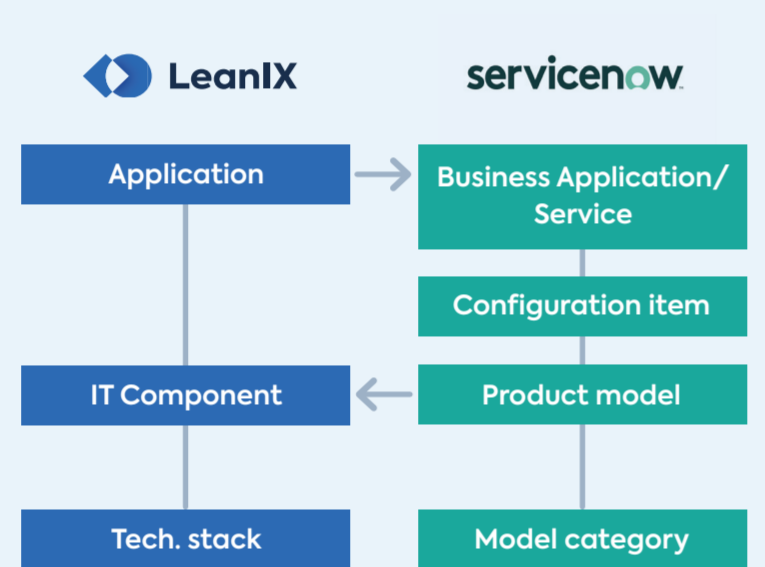 LeanIX
servicenow
Application
Business Application/
Service
Configuration item
IT Component
Product model
Tech. stack
Model category